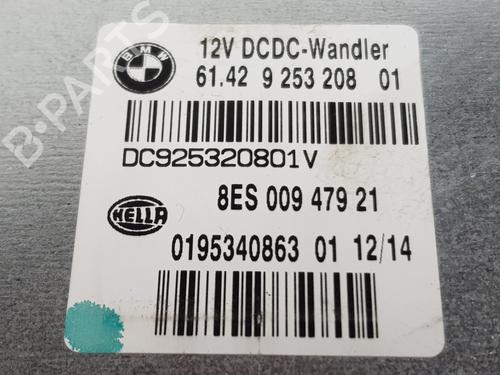 B-PARTS
BMW
12V DCDC-Wandler
61.42 9 253 208 01
DC925320801V
8ES 009 479 21
HELLA
0195340863 01 12/14